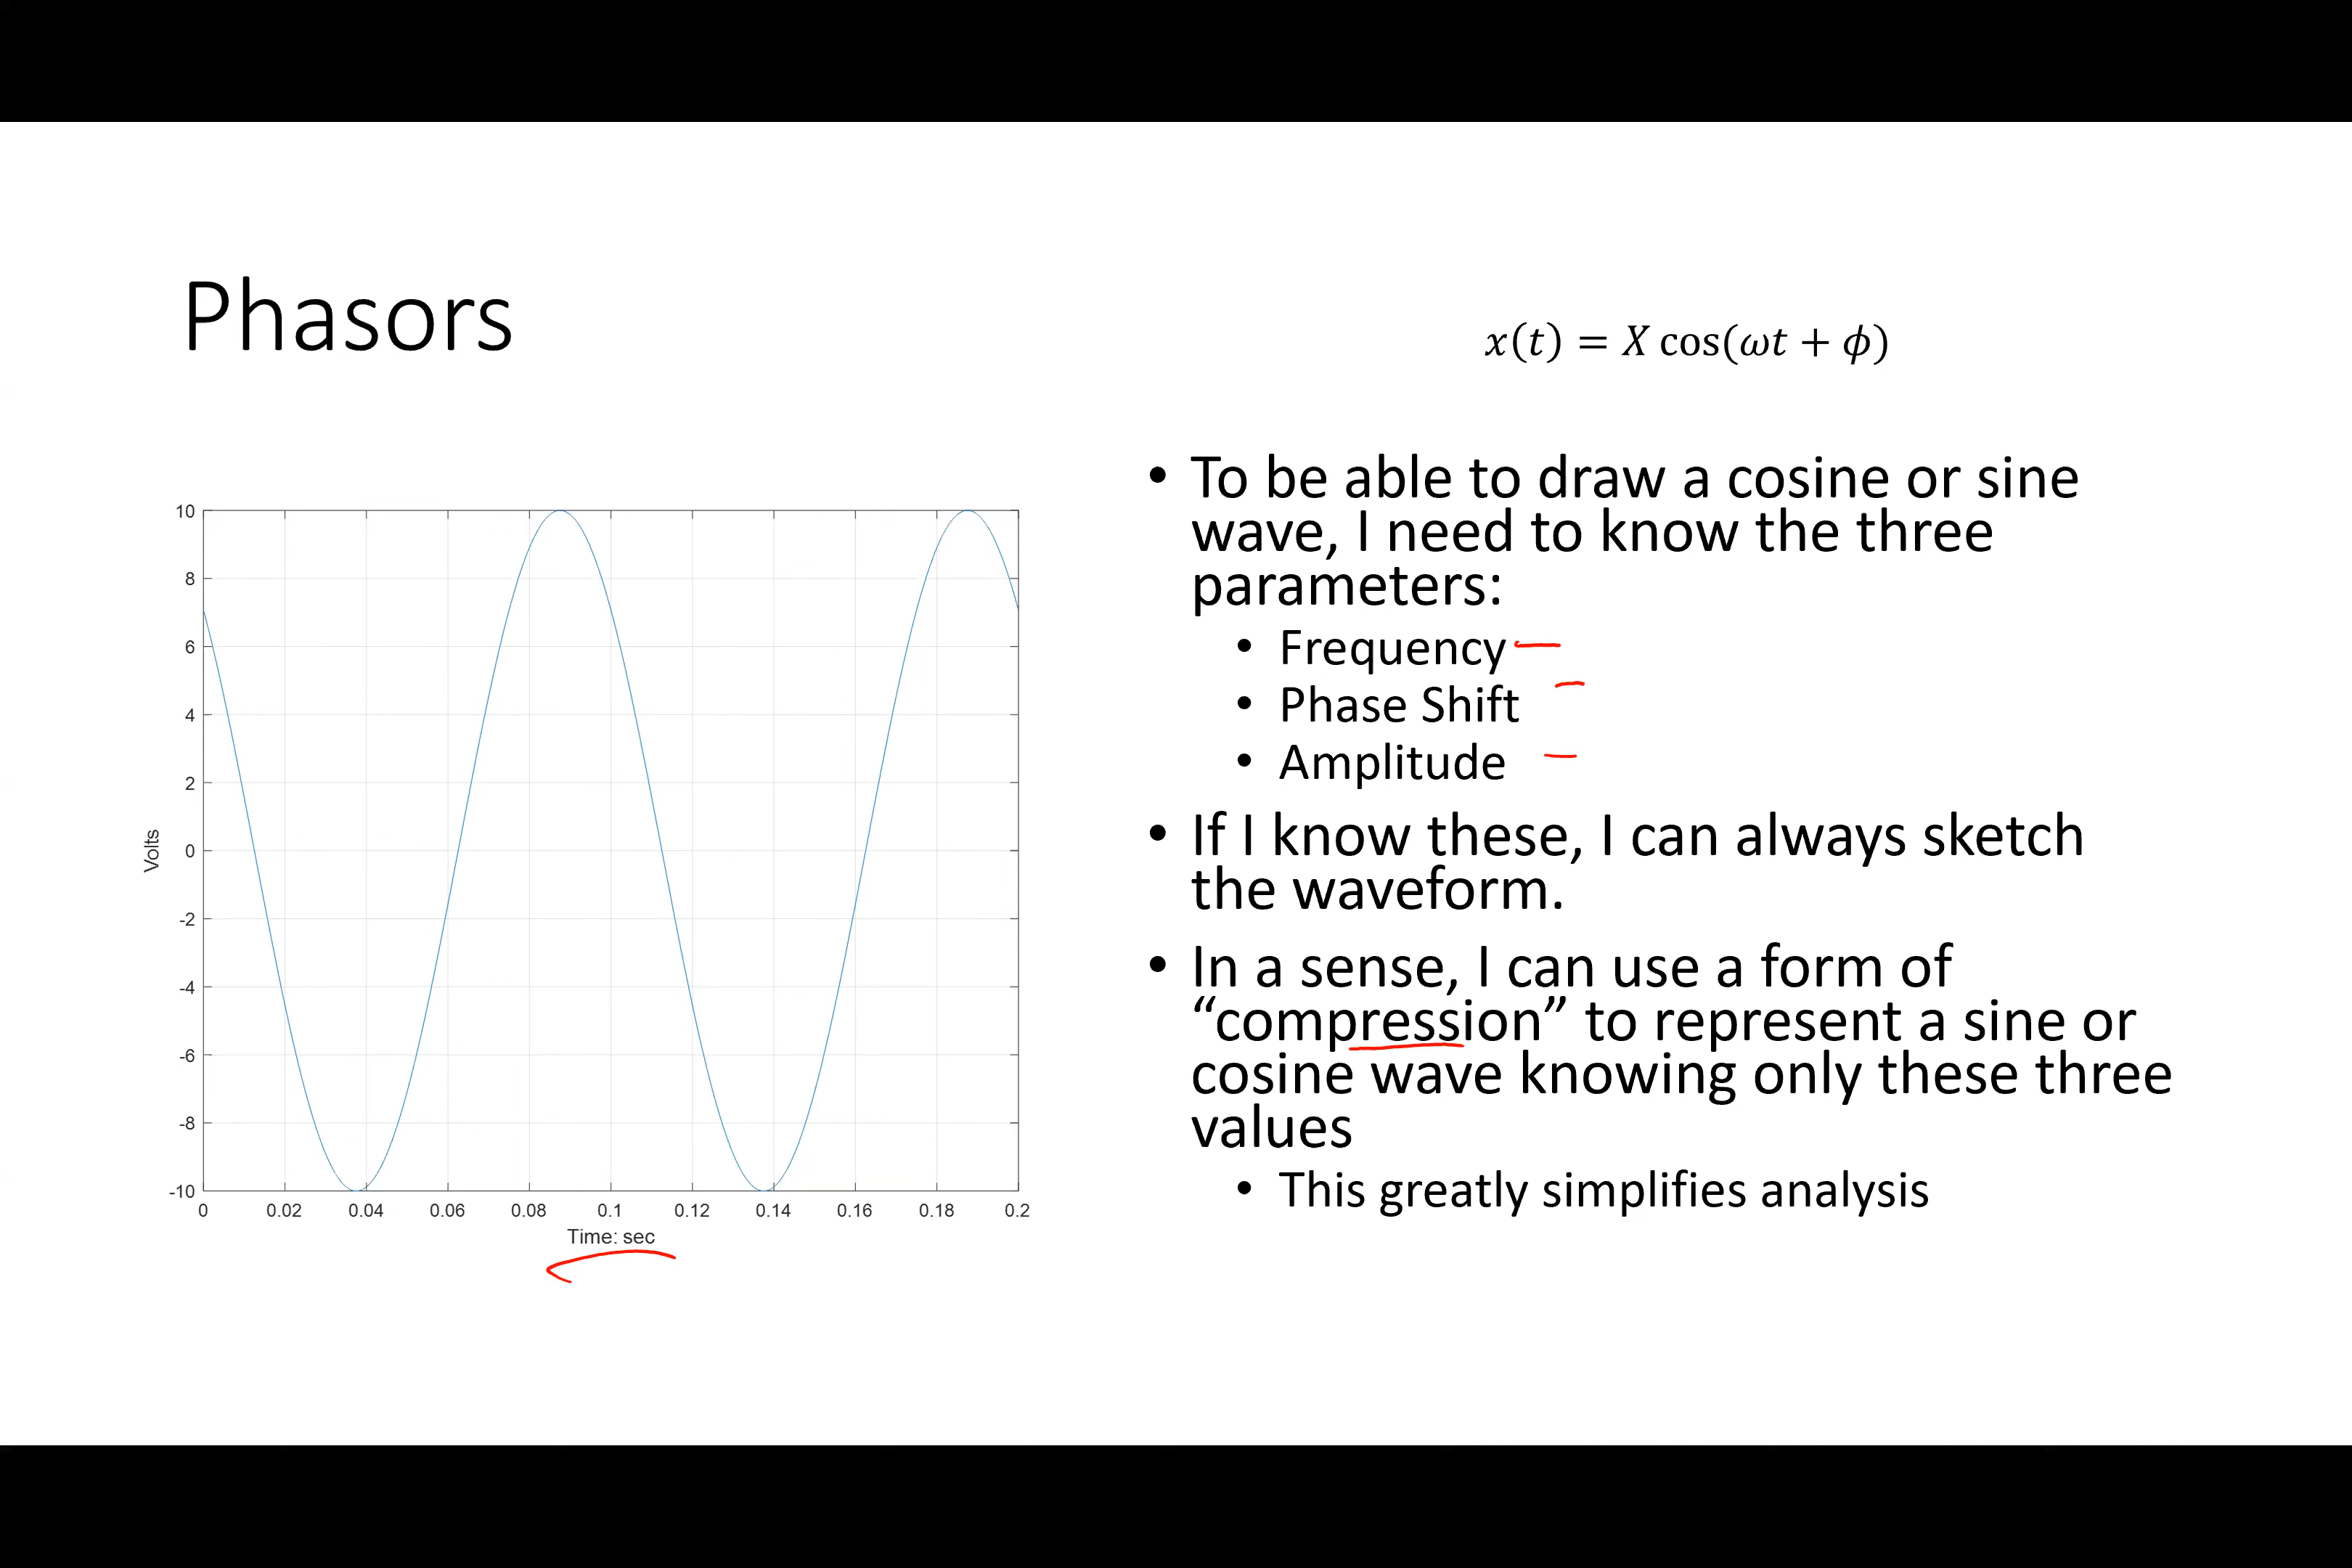 Phasors
x(t) = X cos(ωt + ϕ)
10
8
6
4
2
0
-2
-4
-6
-8
-10
Volts
0 0.02 0.04 0.06 0.08 0.1 0.12 0.14 0.16 0.18 0.2
Time: sec
• To be able to draw a cosine or sine
wave, I need to know the three
parameters:
• Frequency
• Phase Shift
• Amplitude
• If I know these, I can always sketch
the waveform.
• In a sense, I can use a form of
“compression” to represent a sine or
cosine wave knowing only these three
values
• This greatly simplifies analysis